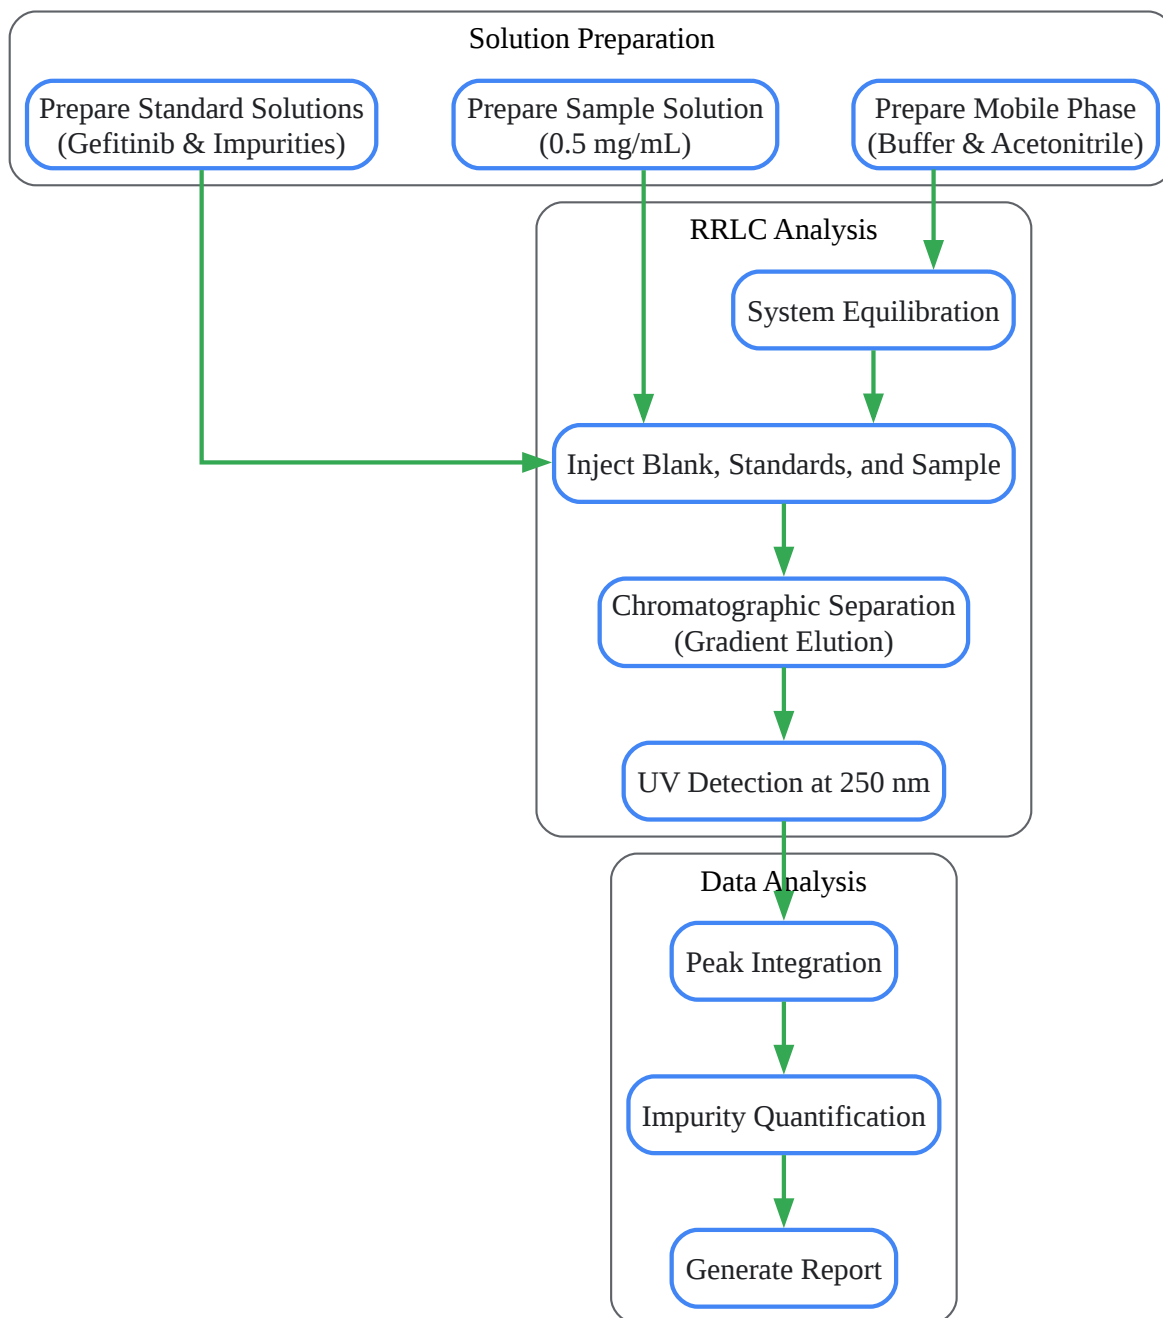 Solution Preparation
Prepare Standard Solutions
(Gefitinib & Impurities)
Prepare Sample Solution
(0.5 mg/mL)
Prepare Mobile Phase
(Buffer & Acetonitrile)
RRLC Analysis
System Equilibration
Inject Blank, Standards, and Sample
Chromatographic Separation
(Gradient Elution)
UV Detection at 250 nm
Data Analysis
Peak Integration
Impurity Quantification
Generate Report